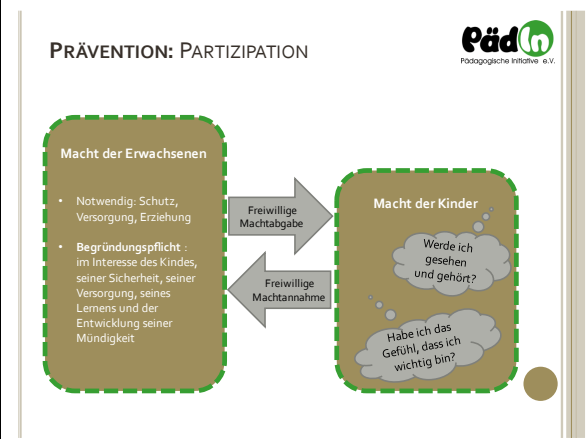 PRÄVENTION: PARTIZIPATION
PädIn
Pädagogische Initiative e.V.
Macht der Erwachsenen
• Notwendig: Schutz,
Versorgung, Erziehung
• Begründungspflicht :
im Interesse des Kindes,
seiner Sicherheit, seiner
Versorgung, seines
Lernens und der
Entwicklung seiner
Mündigkeit
Freiwillige
Machtabgabe
Freiwillige
Machtannahme
Macht der Kinder
Werde ich
gesehen
und gehört?
Habe ich das
Gefühl, dass ich
wichtig bin?